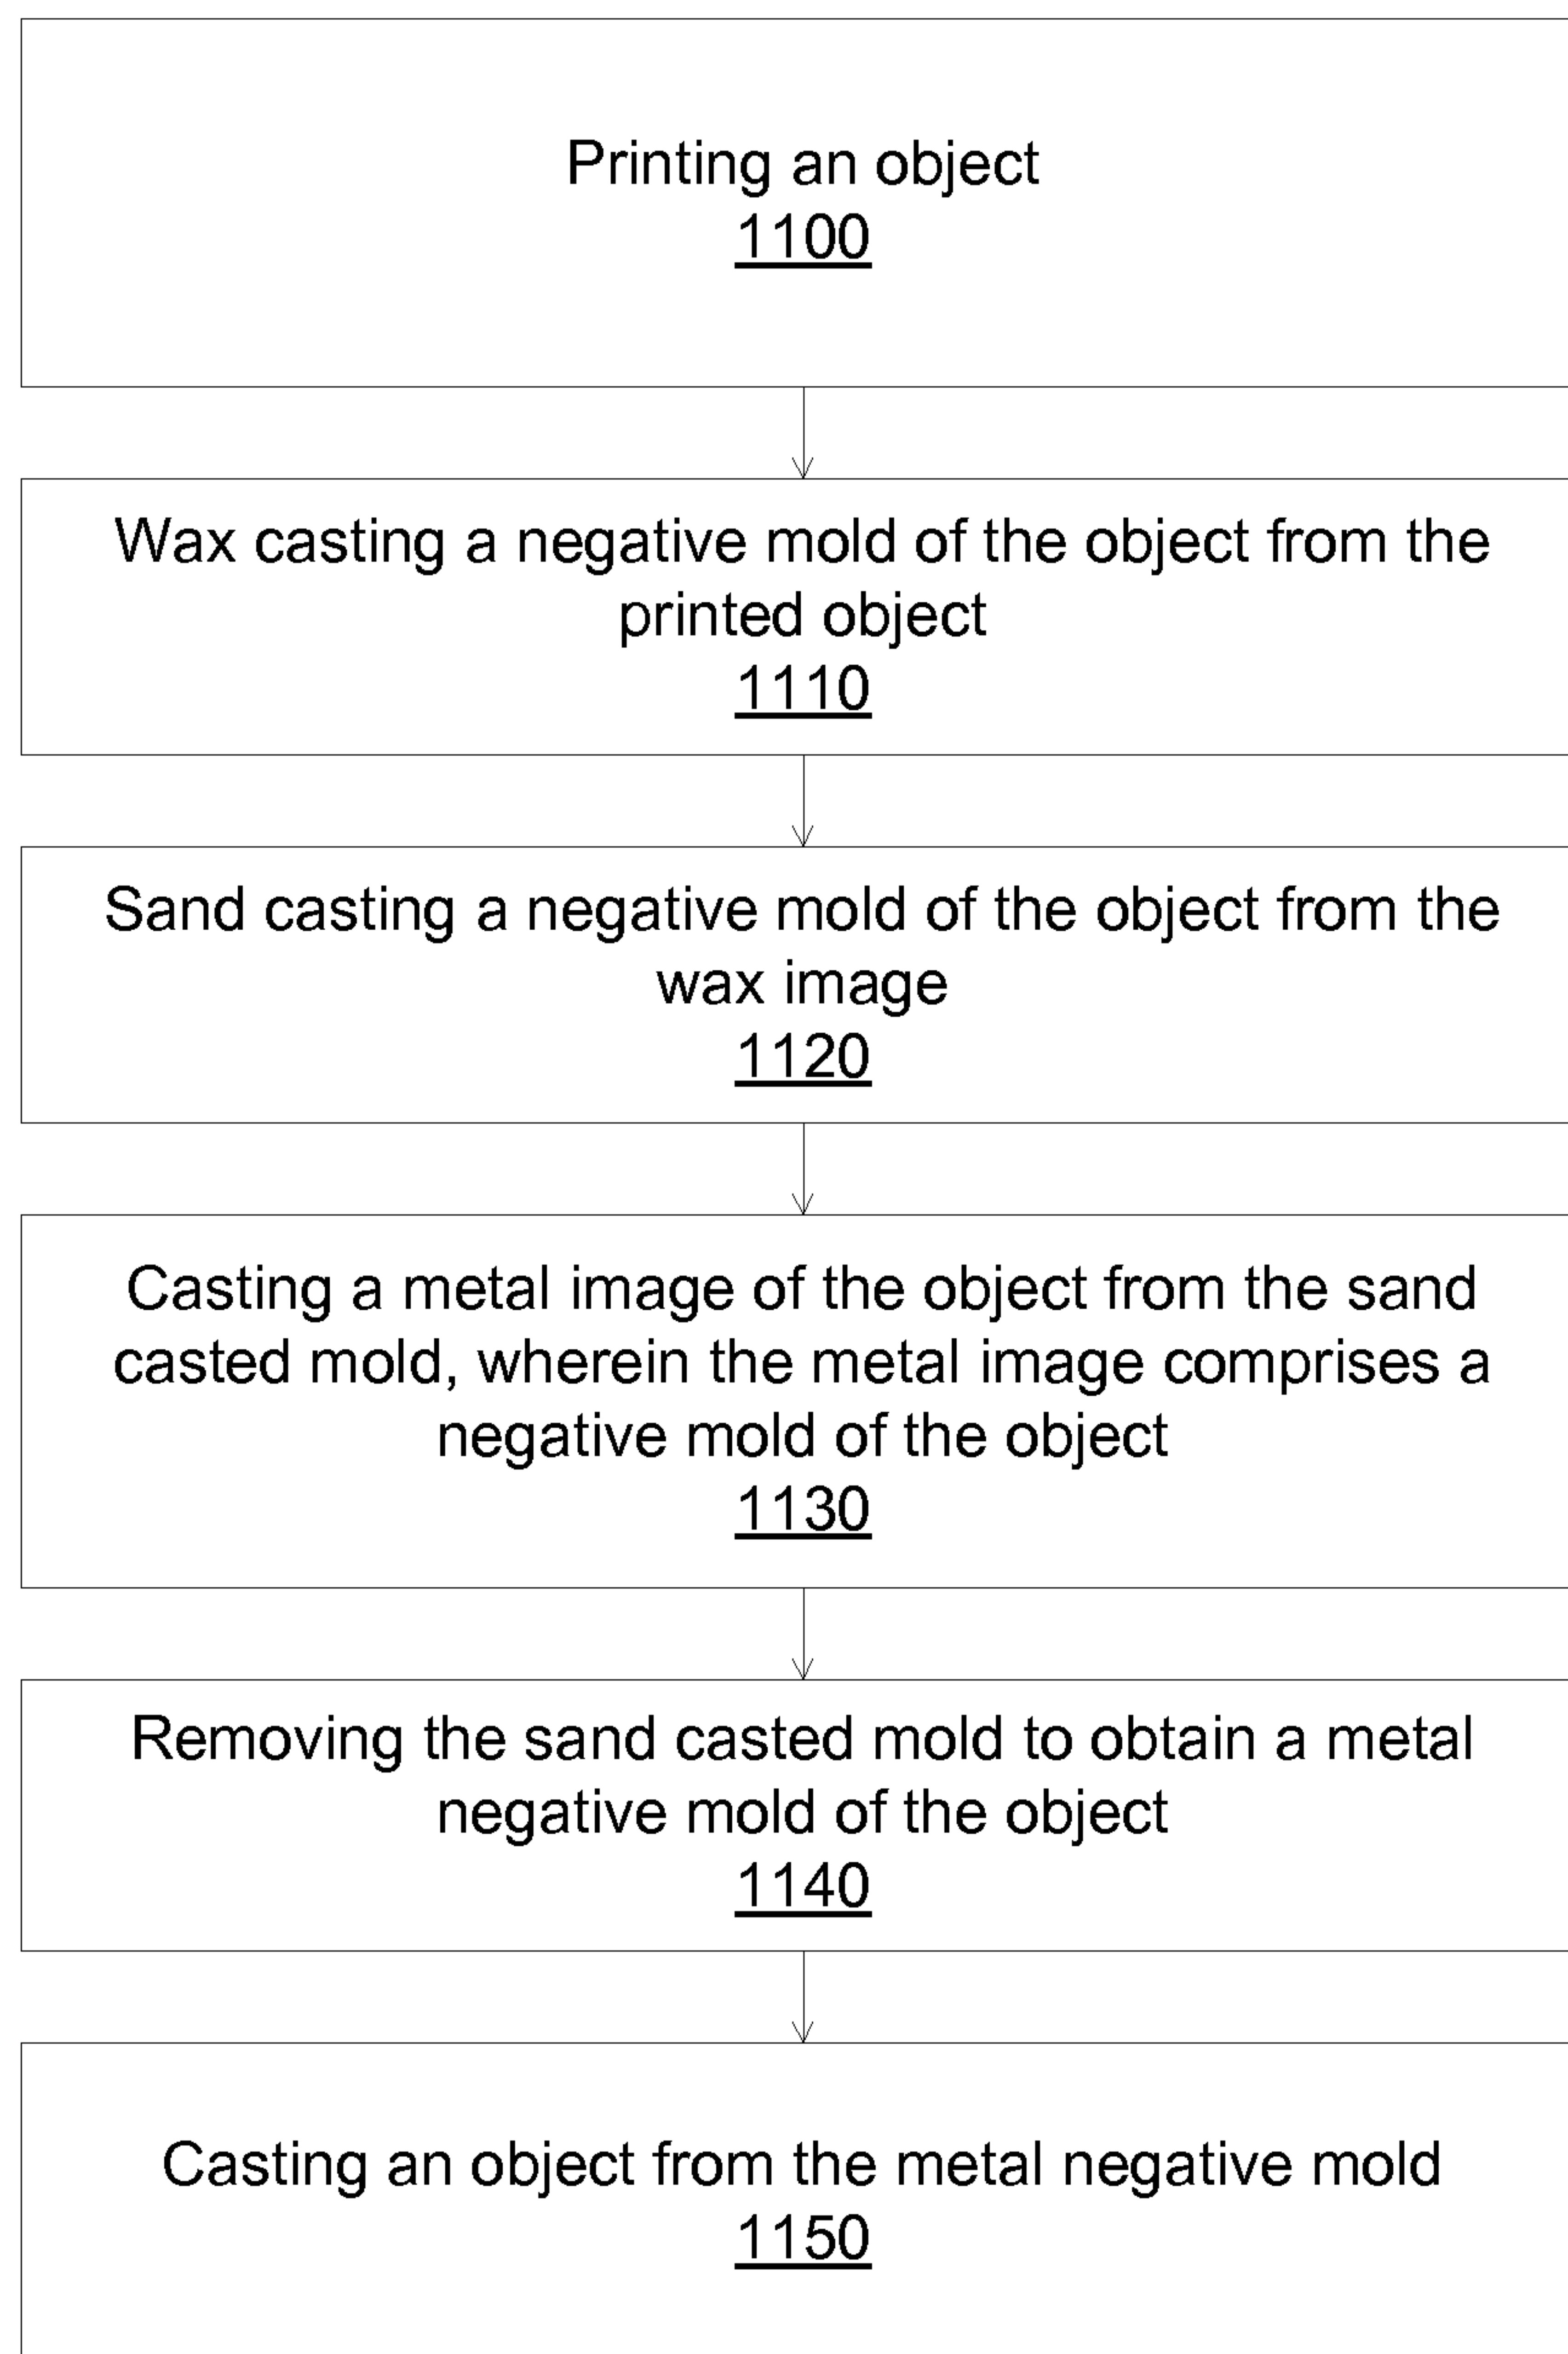 Printing an object
1100
Wax casting a negative mold of the object from the
printed object
1110
Sand casting a negative mold of the object from the
wax image
1120
Casting a metal image of the object from the sand
casted mold, wherein the metal image comprises a
negative mold of the object
1130
Removing the sand casted mold to obtain a metal
negative mold of the object
1140
Casting an object from the metal negative mold
1150